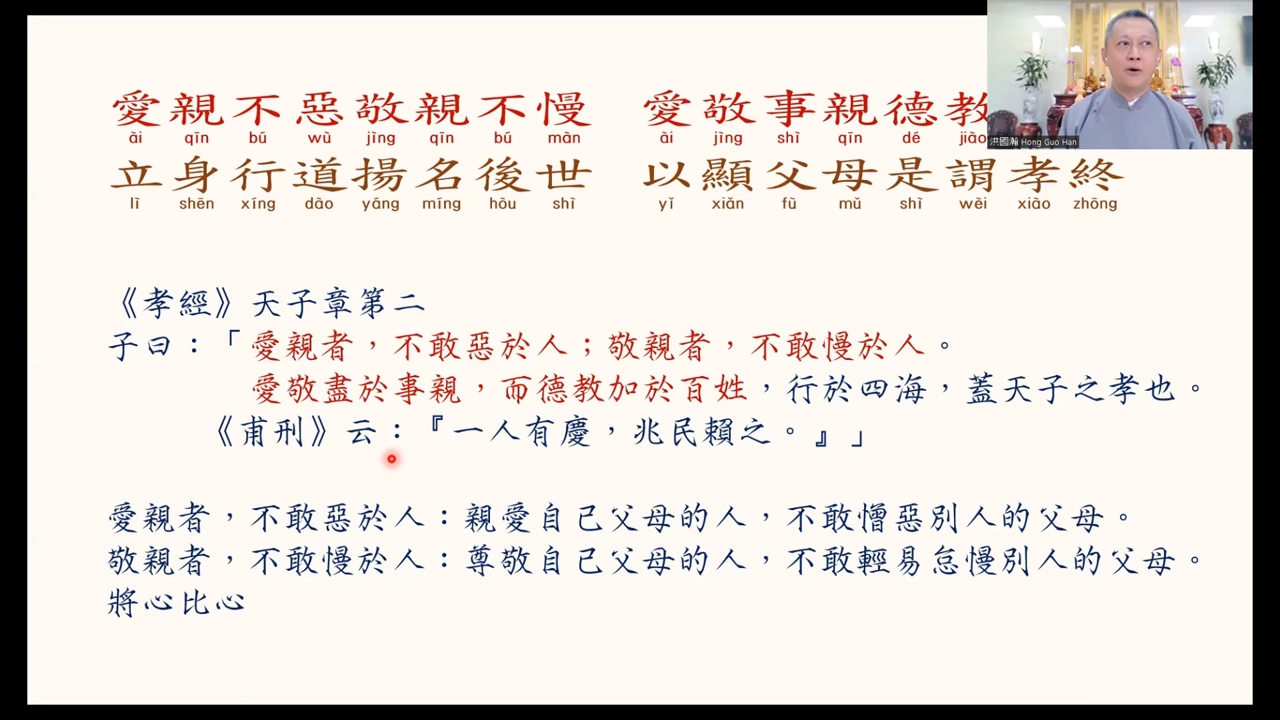 愛親不惡敬親不慢 愛敬事親德教
ài qīn bú wù jìng qīn bú màn ài jìng shì qīn dé jiào
立身行道揚名後世 以顯父母是謂孝終
lì shēn xíng dào yáng míng hòu shì yǐ xiǎn fù mǔ shì wèi xiào zhōng
洪國瀚 Hong Guo Han
《孝經》天子章第二
子曰：「愛親者，不敢惡於人；敬親者，不敢慢於人。
愛敬盡於事親，而德教加於百姓，行於四海，蓋天子之孝也。
《甫刑》云：『一人有慶，兆民賴之。』」
愛親者，不敢惡於人：親愛自己父母的人，不敢憎惡別人的父母。
敬親者，不敢慢於人：尊敬自己父母的人，不敢輕易怠慢別人的父母。
將心比心